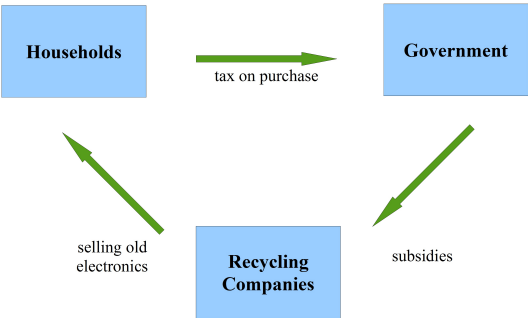 Households
Government
tax on purchase
selling old
electronics
Recycling
Companies
subsidies